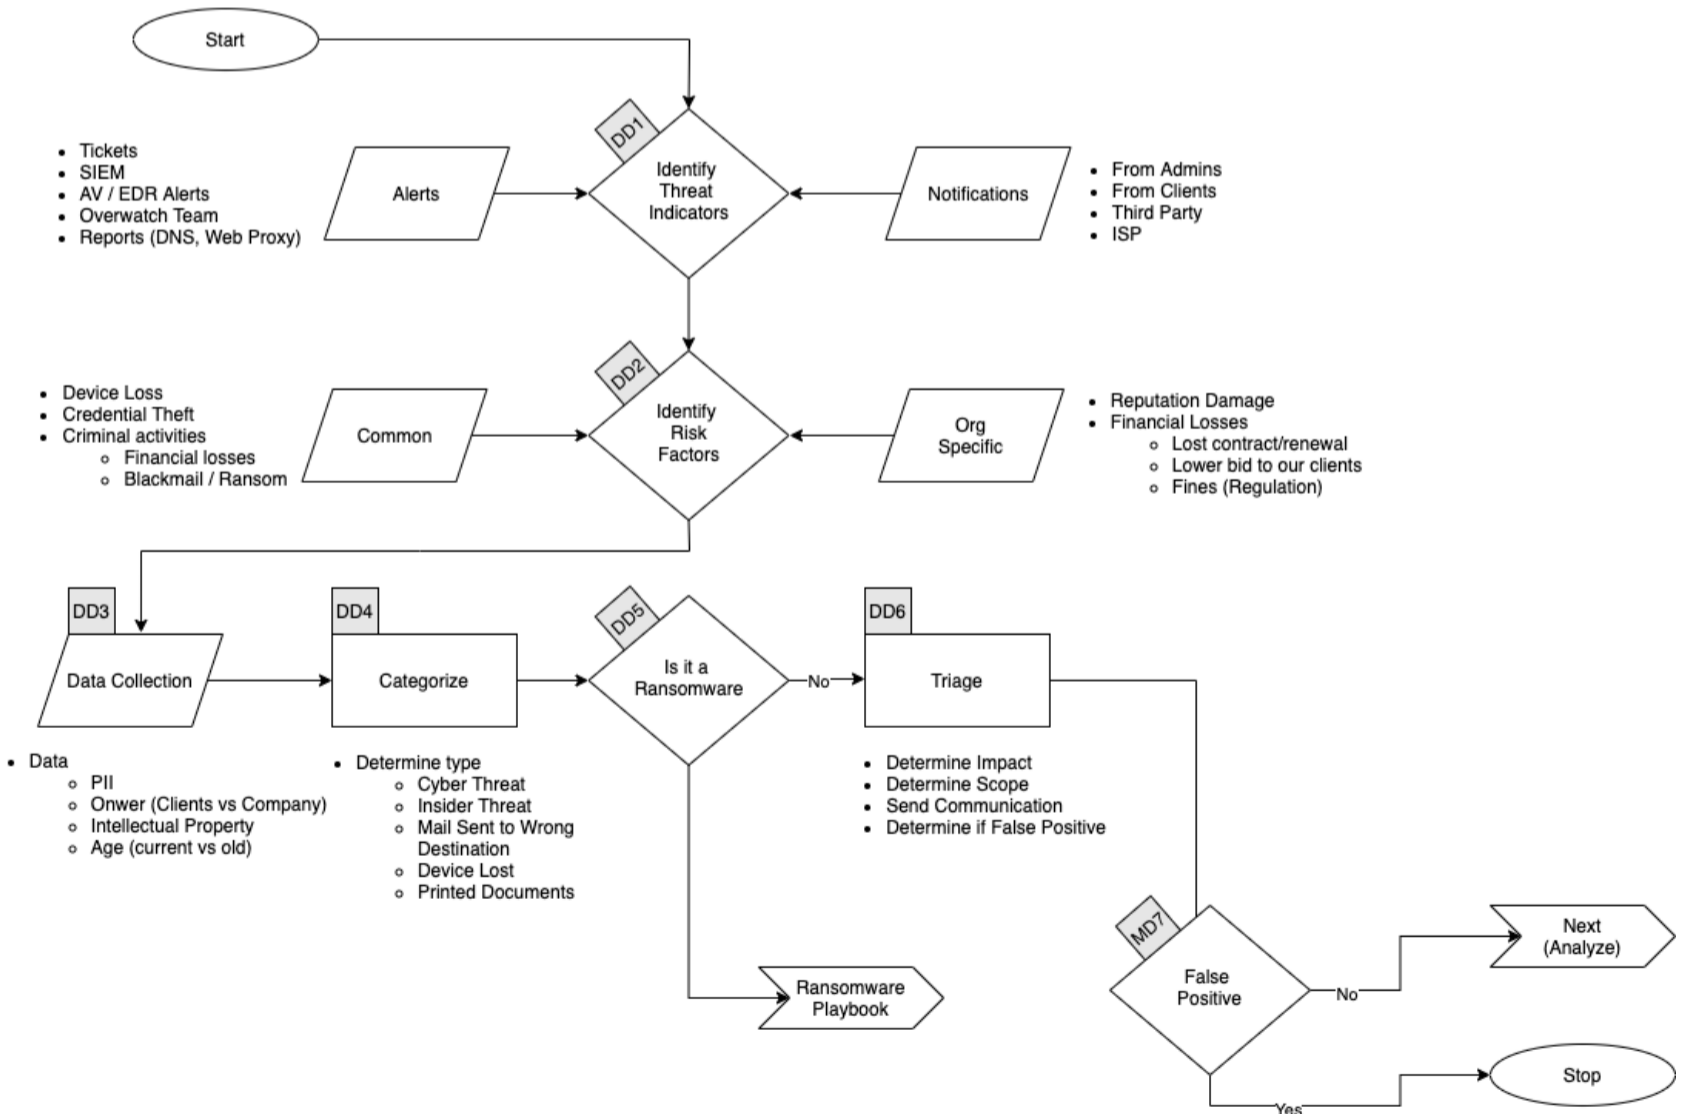 Start
DD1
Identify
Threat
Indicators
• Tickets
• SIEM
• AV / EDR Alerts
• Overwatch Team
• Reports (DNS, Web Proxy)
Alerts
Notifications
• From Admins
• From Clients
• Third Party
• ISP
DD2
Identify
Risk
Factors
• Device Loss
• Credential Theft
• Criminal activities
○ Financial losses
○ Blackmail / Ransom
Common
Org
Specific
• Reputation Damage
• Financial Losses
○ Lost contract/renewal
○ Lower bid to our clients
○ Fines (Regulation)
DD3
Data Collection
• Data
○ PII
○ Onwer (Clients vs Company)
○ Intellectual Property
○ Age (current vs old)
DD4
Categorize
• Determine type
○ Cyber Threat
○ Insider Threat
○ Mail Sent to Wrong
Destination
○ Device Lost
○ Printed Documents
DD5
Is it a
Ransomware
No
DD6
Triage
• Determine Impact
• Determine Scope
• Send Communication
• Determine if False Positive
Ransomware
Playbook
MD7
False
Positive
No
Next
(Analyze)
Yes
Stop